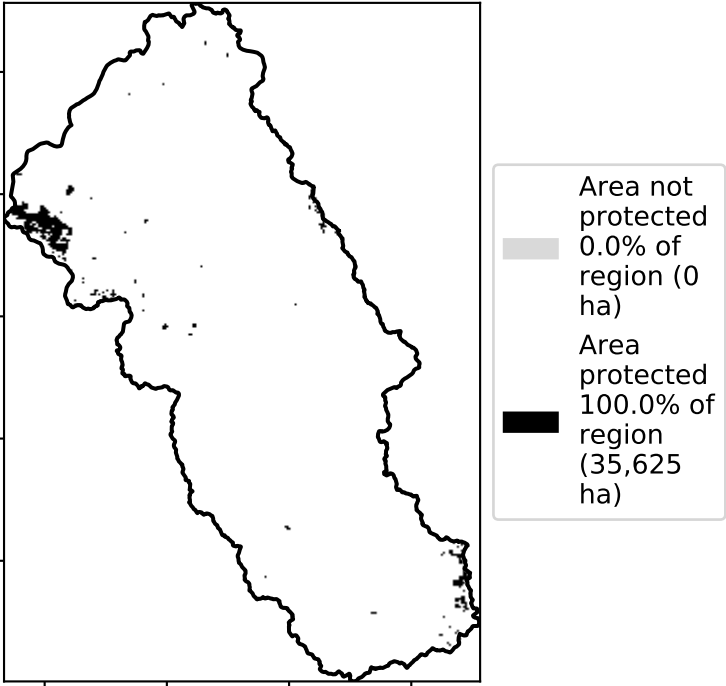 Area not
protected
0.0% of
region (0
ha)
Area
protected
100.0% of
region
(35,625
ha)